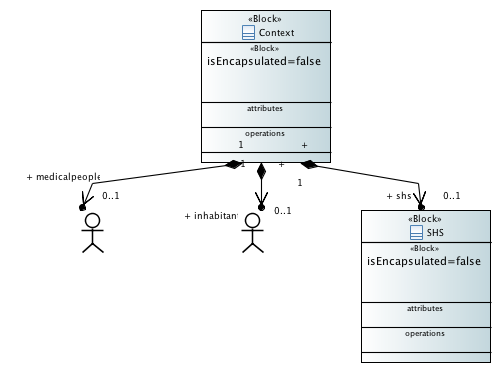 «Block»
Context
«Block»
isEncapsulated=false
attributes
operations
1
+
1
+
1
+ medicalpeople
0..1
+ inhabitant
0..1
+ shs
0..1
«Block»
SHS
«Block»
isEncapsulated=false
attributes
operations